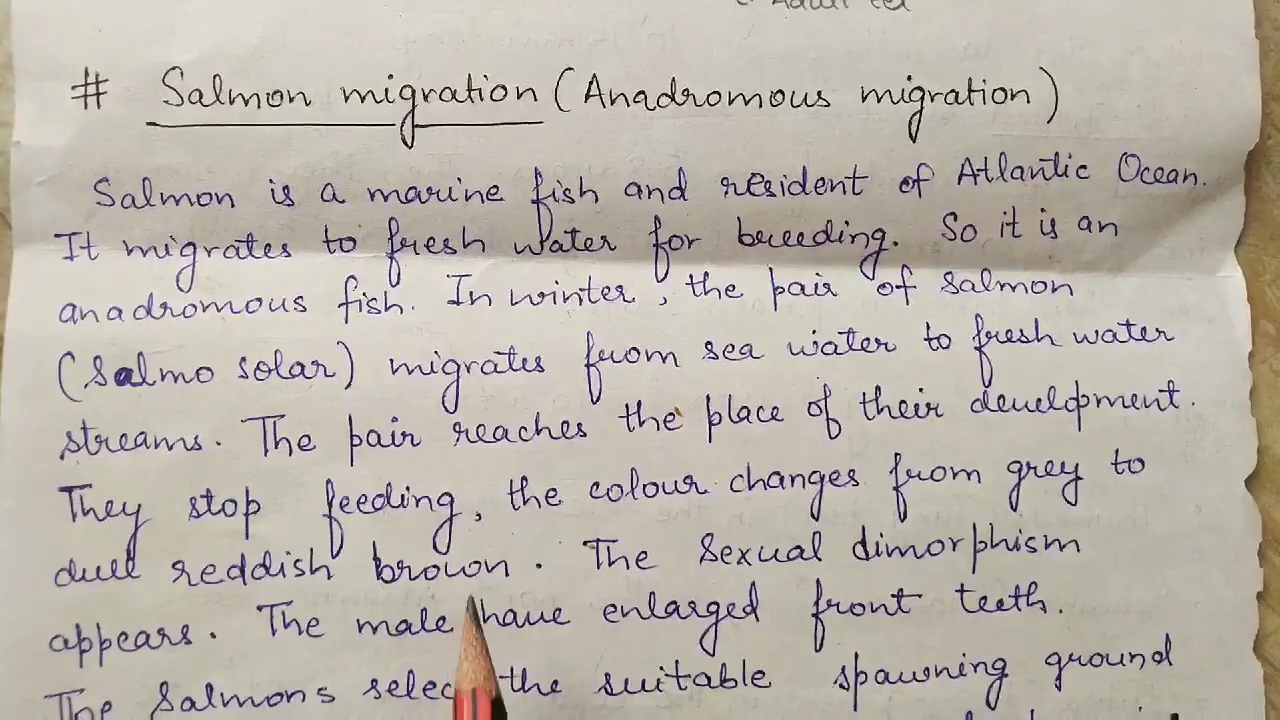 Adult eel
# Salmon migration (Anadromous migration)
Salmon is a marine fish and resident of Atlantic Ocean.
It migrates to fresh water for breeding. So it is an
anadromous fish. In winter, the pair of salmon
(Salmo solar) migrates from sea water to fresh water
streams. The pair reaches the place of their development.
They stop feeding, the colour changes from grey to
dull reddish brown. The Sexual dimorphism
appears. The male have enlarged front teeth.
The Salmons selec the suitable spawning ground